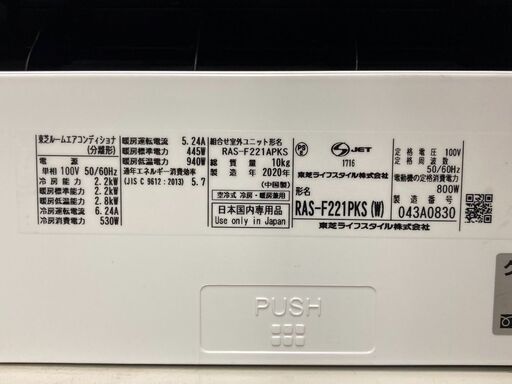 東芝ルームエアコンディショナ
(分離形)
電源
単相 100V 50/60Hz
冷房能力 2.2kW
暖房標準能力 2.2kW
暖房低温能力 2.8kW
冷房運転電流 6.24A
冷房消費電力 530W
暖房運転電流 5.24A
暖房標準電力 445W
暖房低温電力 940W
通年エネルギー消費効率
(JIS C 9612:2013) 5.7
組合せ室外ユニット形名
RAS-F221APKS
総質量 10kg
製造年 2020年
(中国製)
空冷式 冷房・暖房兼用
日本国内専用品
Use only in Japan
PS E
JET
1716
東芝ライフスタイル株式会社
形名
RAS-F221PKS(W)
東芝ライフスタイル株式会社
定格電圧 100V
定格周波数
50/60Hz
電動機の定格消費電力
800W
043A0830
PUSH